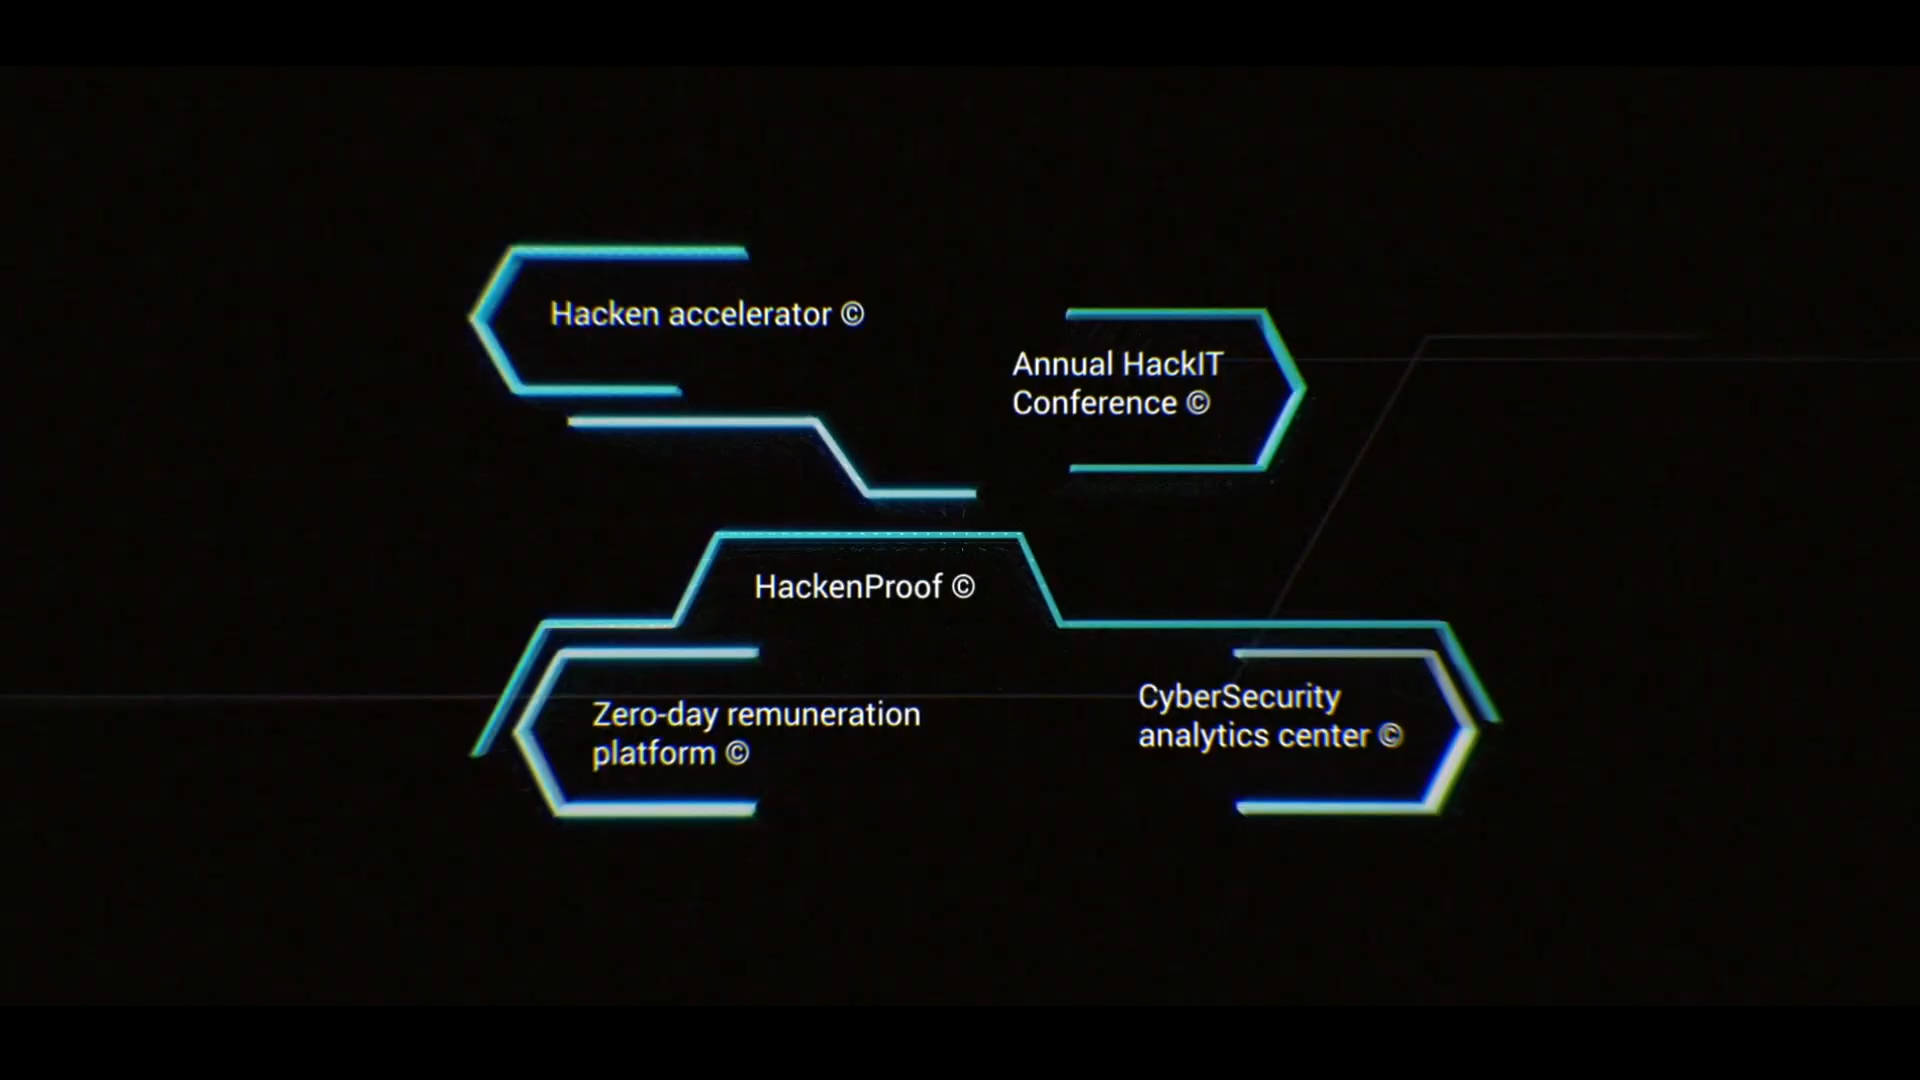 Hacken accelerator ©
Annual HackIT
Conference ©
HackenProof ©
Zero-day remuneration
platform ©
CyberSecurity
analytics center ©